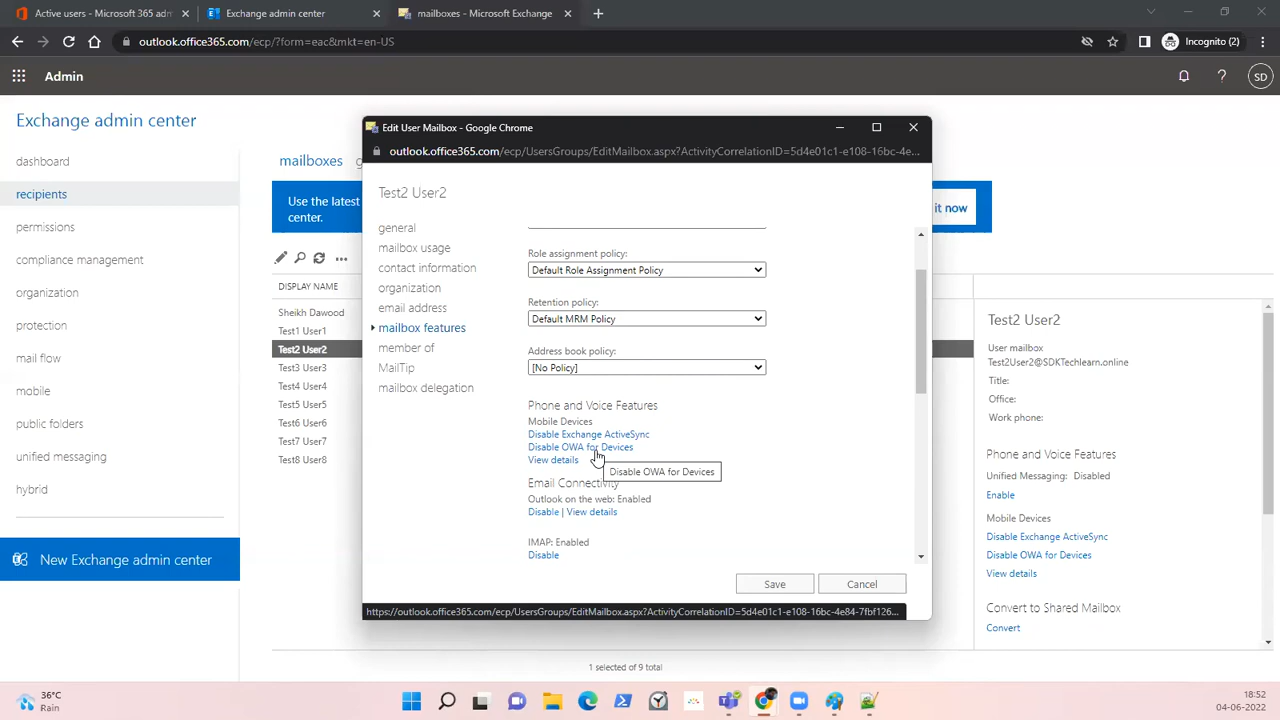 Active users - Microsoft 365 adm
Exchange admin center
mailboxes - Microsoft Exchange
outlook.office365.com/ecp/?form=eac&mkt=en-US
Incognito (2)
Admin
SD
Exchange admin center
dashboard
recipients
permissions
compliance management
organization
protection
mail flow
mobile
public folders
unified messaging
hybrid
New Exchange admin center
mailboxes
Use the latest
center.
it now
DISPLAY NAME
Sheikh Dawood
Test1 User1
Test2 User2
Test3 User3
Test4 User4
Test5 User5
Test6 User6
Test7 User7
Test8 User8
Edit User Mailbox - Google Chrome
outlook.office365.com/ecp/UsersGroups/EditMailbox.aspx?ActivityCorrelationID=5d4e01c1-e108-16bc-4e...
Test2 User2
general
mailbox usage
contact information
organization
email address
mailbox features
member of
MailTip
mailbox delegation
Role assignment policy:
Default Role Assignment Policy
Retention policy:
Default MRM Policy
Address book policy:
[No Policy]
Phone and Voice Features
Mobile Devices
Disable Exchange ActiveSync
Disable OWA for Devices
View details
Disable OWA for Devices
Email Connectivity
Outlook on the web: Enabled
Disable | View details
IMAP: Enabled
Disable
Save
Cancel
https://outlook.office365.com/ecp/UsersGroups/EditMailbox.aspx?ActivityCorrelationID=5d4e01c1-e108-16bc-4e84-7fbf126...
Test2 User2
User mailbox
Test2User2@SDKTechlearn.online
Title:
Office:
Work phone:
Phone and Voice Features
Unified Messaging: Disabled
Enable
Mobile Devices
Disable Exchange ActiveSync
Disable OWA for Devices
View details
Convert to Shared Mailbox
Convert
1 selected of 9 total
36°C
Rain
18:52
04-06-2022